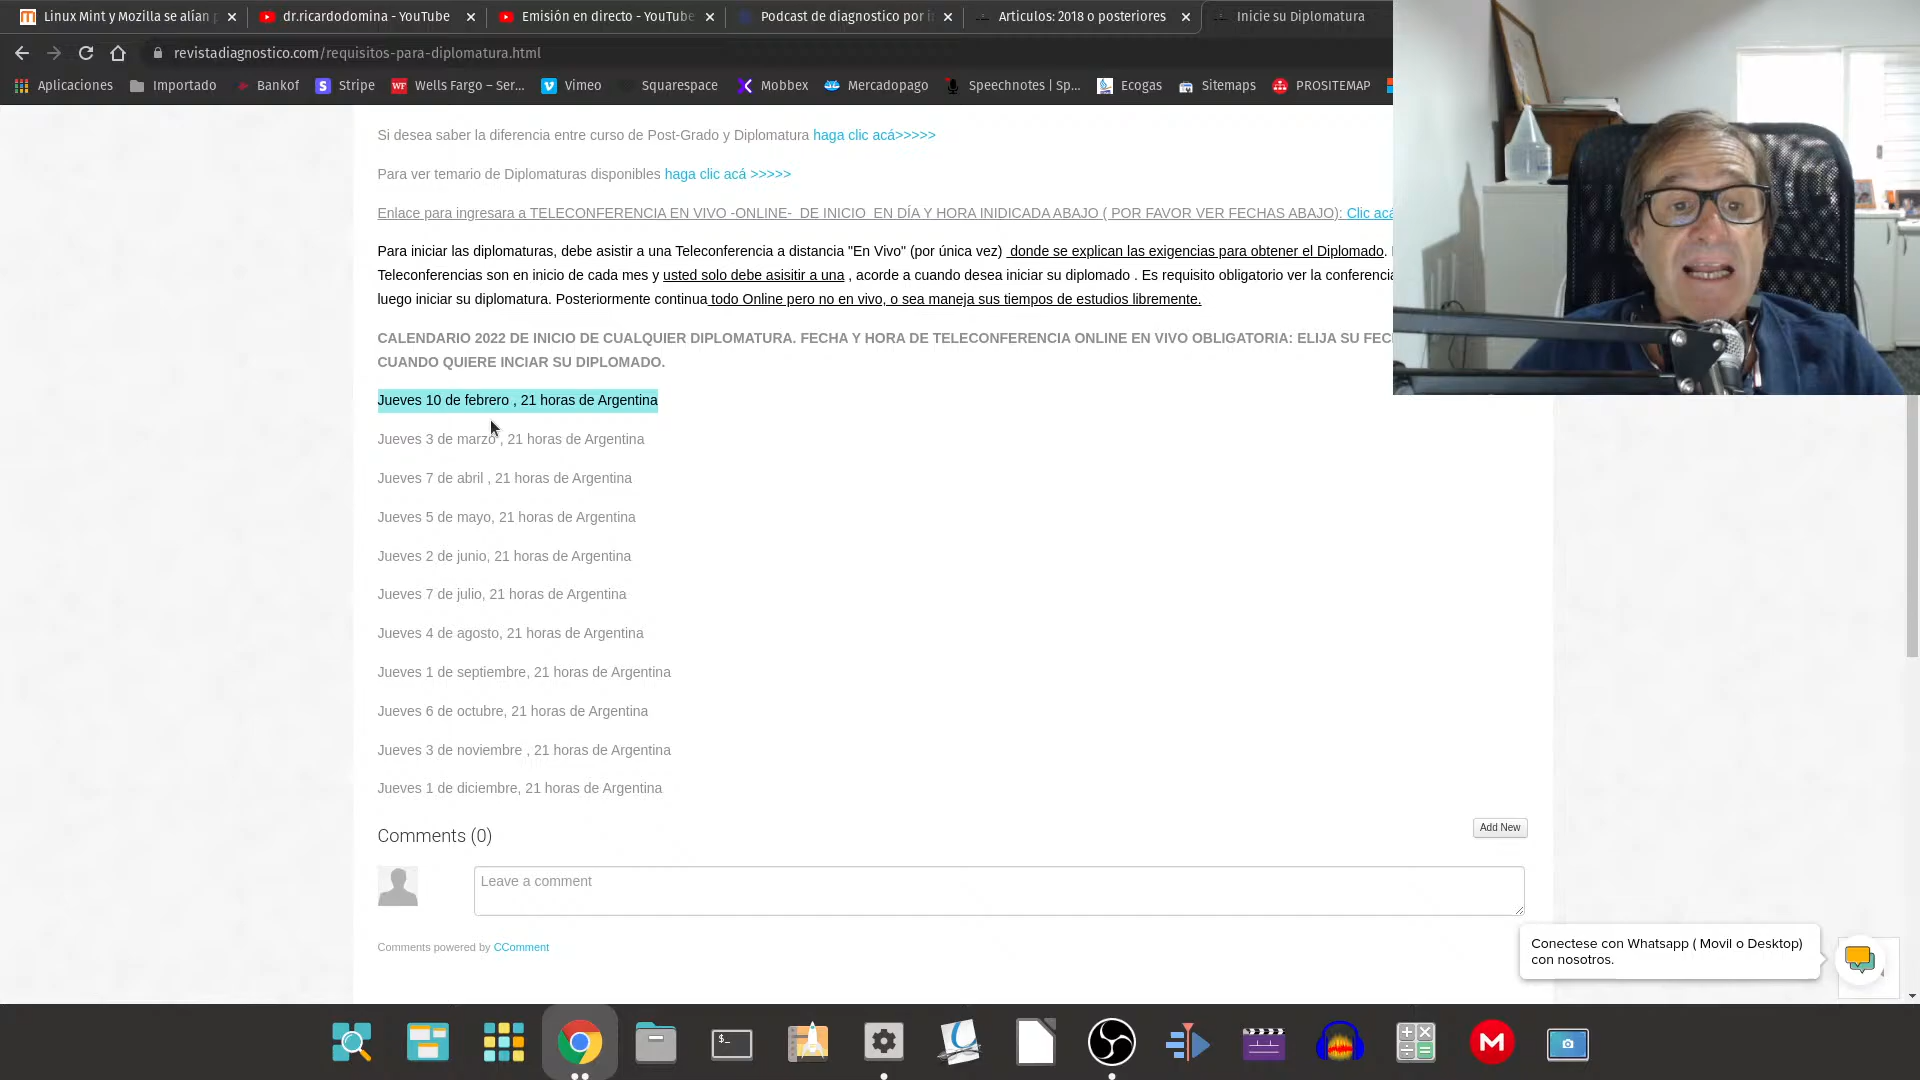 Linux Mint y Mozilla se alían
dr.ricardodomina - YouTube
Emisión en directo - YouTube
Podcast de diagnostico por i
Articulos: 2018 o posteriores
Inicie su Diplomatura
revistadiagnostico.com/requisitos-para-diplomatura.html
Aplicaciones
Importado
Bankof
Stripe
Wells Fargo – Ser...
Vimeo
Squarespace
Mobbex
Mercadopago
Speechnotes | Sp...
Ecogas
Sitemaps
PROSITEMAP
Si desea saber la diferencia entre curso de Post-Grado y Diplomatura haga clic acá>>>>>
Para ver temario de Diplomaturas disponibles haga clic acá >>>>>
Enlace para ingresara a TELECONFERENCIA EN VIVO -ONLINE- DE INICIO EN DÍA Y HORA INIDICADA ABAJO ( POR FAVOR VER FECHAS ABAJO): Clic acá
Para iniciar las diplomaturas, debe asistir a una Teleconferencia a distancia "En Vivo" (por única vez) donde se explican las exigencias para obtener el Diplomado.
Teleconferencias son en inicio de cada mes y usted solo debe asisitir a una , acorde a cuando desea iniciar su diplomado . Es requisito obligatorio ver la conferencia
luego iniciar su diplomatura. Posteriormente continua todo Online pero no en vivo, o sea maneja sus tiempos de estudios libremente.
CALENDARIO 2022 DE INICIO DE CUALQUIER DIPLOMATURA. FECHA Y HORA DE TELECONFERENCIA ONLINE EN VIVO OBLIGATORIA: ELIJA SU FEC
CUANDO QUIERE INCIAR SU DIPLOMADO.
Jueves 10 de febrero , 21 horas de Argentina
Jueves 3 de marzo , 21 horas de Argentina
Jueves 7 de abril , 21 horas de Argentina
Jueves 5 de mayo, 21 horas de Argentina
Jueves 2 de junio, 21 horas de Argentina
Jueves 7 de julio, 21 horas de Argentina
Jueves 4 de agosto, 21 horas de Argentina
Jueves 1 de septiembre, 21 horas de Argentina
Jueves 6 de octubre, 21 horas de Argentina
Jueves 3 de noviembre , 21 horas de Argentina
Jueves 1 de diciembre, 21 horas de Argentina
Comments (0)
Add New
Leave a comment
Comments powered by CComment
Conectese con Whatsapp ( Movil o Desktop)
con nosotros.